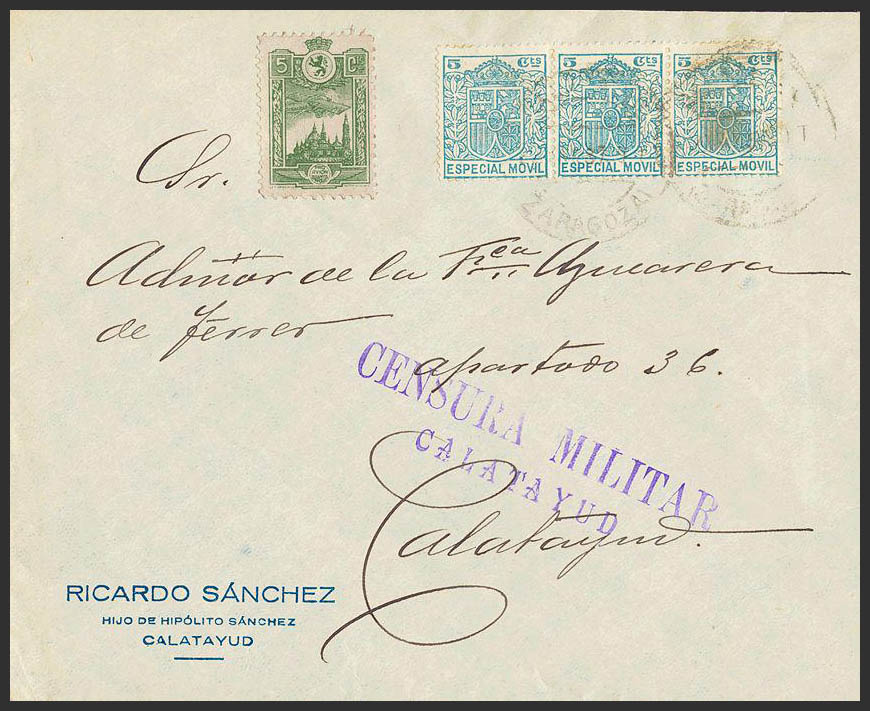 5 Cs
5 Cts 5 Cts 5 Cts
ESPECIAL MOVIL ESPECIAL MOVIL ESPECIAL MOVIL
ZARAGOZA
Sr.
Admor de la Frca Azucarera
de Ferrer
apartado 36.
CENSURA MILITAR
CALATAYUD
Calatayud.
RICARDO SÁNCHEZ
HIJO DE HIPÓLITO SÁNCHEZ
CALATAYUD